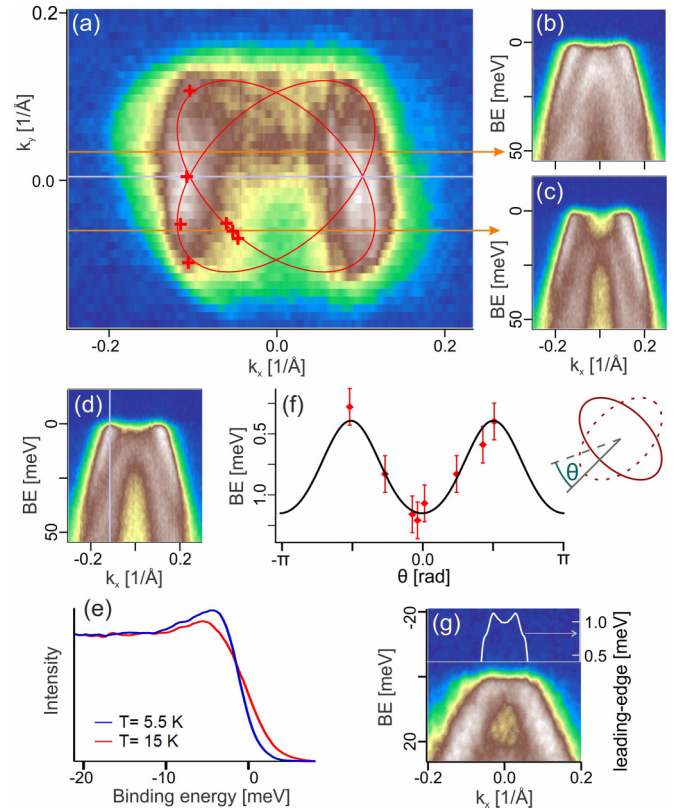 (a)
k_y [1/Å]
0.2
0.0
-0.2
0.0
0.2
k_x [1/Å]
(b)
BE [meV]
0
50
-0.2
0.2
(c)
BE [meV]
0
50
-0.2
0.2
k_x [1/Å]
(d)
BE [meV]
0
50
-0.2
0.2
k_x [1/Å]
(f)
BE [meV]
0.5
1.0
-π
0.0
π
θ [rad]
θ
(e)
Intensity
T= 5.5 K
T= 15 K
-20
-10
0
Binding energy [meV]
(g)
BE [meV]
-20
20
1.0
0.5
leading-edge [meV]
-0.2
0.0
0.2
k_x [1/Å]